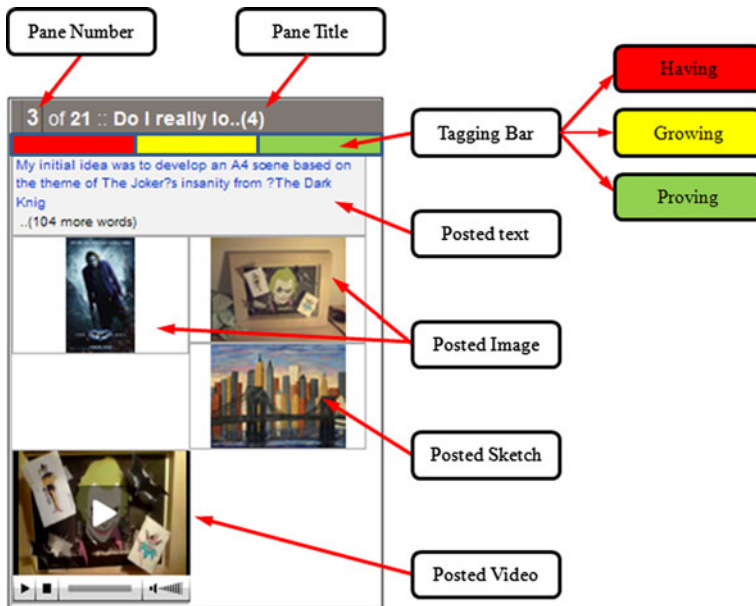 Pane Number
Pane Title
Having
3 of 21 :: Do I really lo..(4)
Tagging Bar
Growing
My initial idea was to develop an A4 scene based on
the theme of The Joker?s insanity from ?The Dark
Knig
..(104 more words)
Proving
Posted text
Posted Image
Posted Sketch
Posted Video